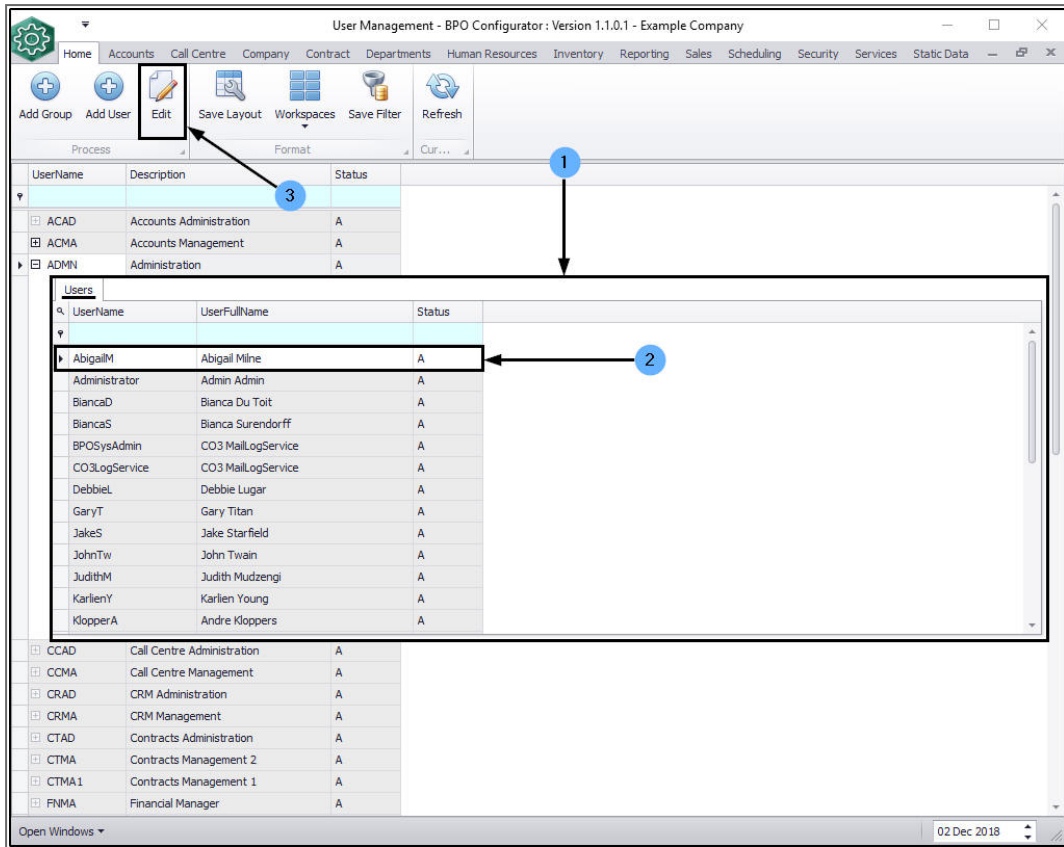 User Management - BPO Configurator : Version 1.1.0.1 - Example Company
Home Accounts Call Centre Company Contract Departments Human Resources Inventory Reporting Sales Scheduling Security Services Static Data
Add Group Add User Edit Save Layout Workspaces Save Filter Refresh
Process Format Cur...
1
UserName Description Status
3
ACAD Accounts Administration A
ACMA Accounts Management A
ADMN Administration A
Users
UserName UserFullName Status
AbigailM Abigail Milne A
2
Administrator Admin Admin A
BiancaD Bianca Du Toit A
BiancaS Bianca Surendorff A
BPOSysAdmin CO3 MailLogService A
CO3LogService CO3 MailLogService A
DebbieL Debbie Lugar A
GaryT Gary Titan A
JakeS Jake Starfield A
JohnTw John Twain A
JudithM Judith Mudzengi A
KarlienY Karlien Young A
KlopperA Andre Kloppers A
CCAD Call Centre Administration A
CCMA Call Centre Management A
CRAD CRM Administration A
CRMA CRM Management A
CTAD Contracts Administration A
CTMA Contracts Management 2 A
CTMA1 Contracts Management 1 A
FNMA Financial Manager A
Open Windows 02 Dec 2018